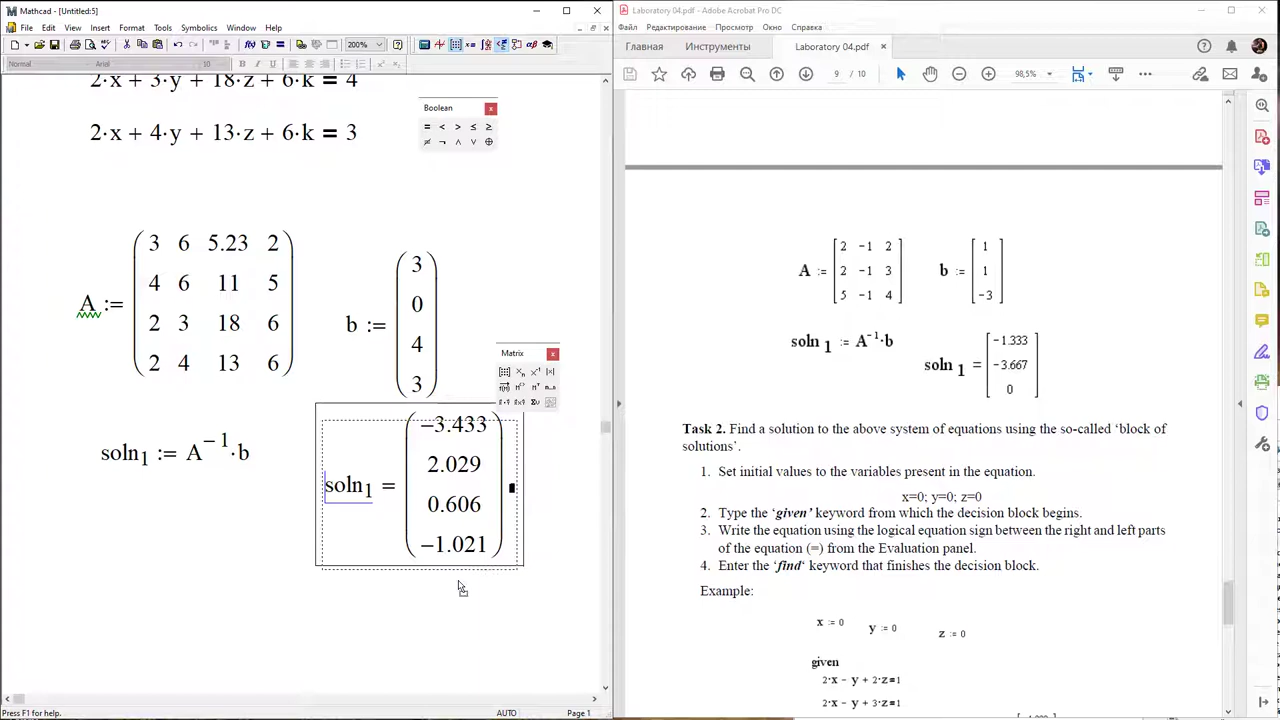 Mathcad - [Untitled:5]
File Edit View Insert Format Tools Symbolics Window Help
200%
Normal Arial 10 B I U
2·x + 3·y + 18·z + 6·k = 4
2·x + 4·y + 13·z + 6·k = 3
Boolean x
= < > ≤ ≥
≠ ¬ ∧ ∨ ⊕
A := 3 6 5.23 2
4 6 11 5
2 3 18 6
2 4 13 6
b := 3
0
4
3
Matrix x
soln1 := A^−1·b
soln1 = −3.433
2.029
0.606
−1.021
Press F1 for help. AUTO Page 1
Laboratory 04.pdf - Adobe Acrobat Pro DC
Файл Редактирование Просмотр Окно Справка
Главная Инструменты Laboratory 04.pdf ×
9 / 10 98,5%
A := 2 -1 2
2 -1 3
5 -1 4
b := 1
1
-3
soln 1 := A^-1·b
soln 1 = -1.333
-3.667
0
Task 2. Find a solution to the above system of equations using the so-called ‘block of
solutions’.
1. Set initial values to the variables present in the equation.
x=0; y=0; z=0
2. Type the ‘given’ keyword from which the decision block begins.
3. Write the equation using the logical equation sign between the right and left parts
of the equation (=) from the Evaluation panel.
4. Enter the ‘find‘ keyword that finishes the decision block.
Example:
x := 0 y := 0 z := 0
given
2·x − y + 2·z=1
2·x − y + 3·z=1